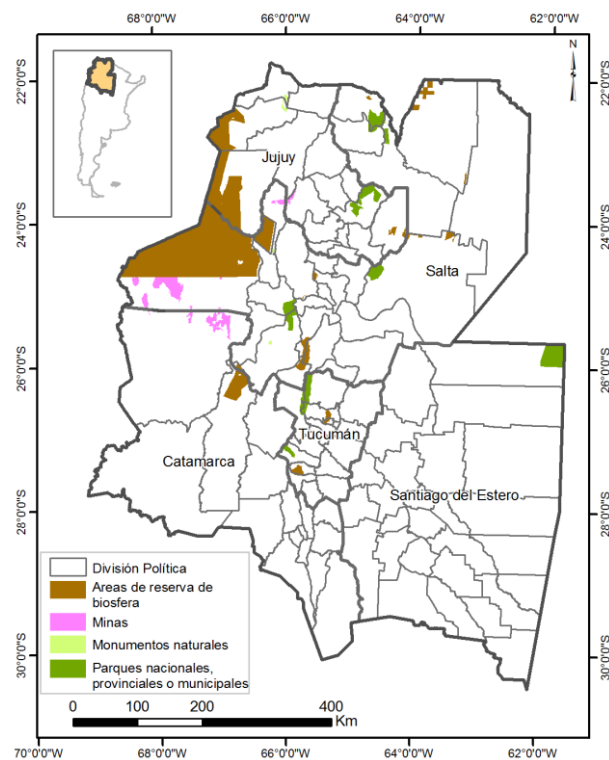 68°0'0"W 66°0'0"W 64°0'0"W 62°0'0"W
N
22°0'0"S
22°0'0"S
Jujuy
24°0'0"S
24°0'0"S
Salta
26°0'0"S
26°0'0"S
Tucumán
Catamarca
Santiago del Estero
28°0'0"S
28°0'0"S
División Política
Areas de reserva de
biosfera
Minas
Monumentos naturales
Parques nacionales,
provinciales o municipales
30°0'0"S
30°0'0"S
0 100 200 400
Km
70°0'0"W 68°0'0"W 66°0'0"W 64°0'0"W 62°0'0"W